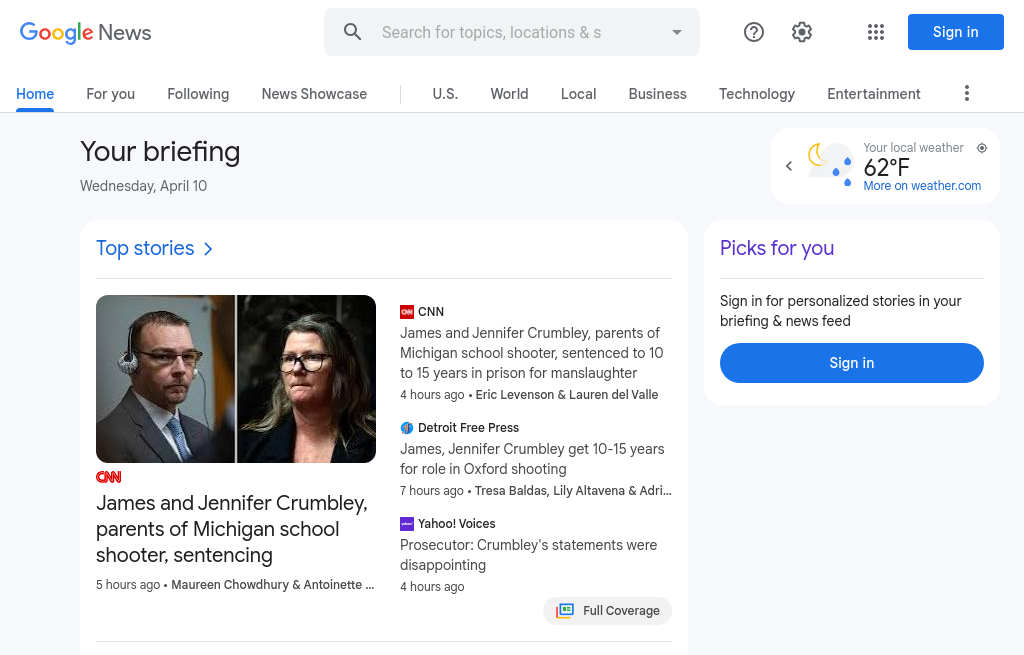 Google News
Search for topics, locations & s
Sign in
Home
For you
Following
News Showcase
U.S.
World
Local
Business
Technology
Entertainment
Your briefing
Wednesday, April 10
Your local weather
62°F
More on weather.com
Top stories
CNN
James and Jennifer Crumbley,
parents of Michigan school
shooter, sentencing
5 hours ago • Maureen Chowdhury & Antoinette ...
CNN
CNN
James and Jennifer Crumbley, parents of
Michigan school shooter, sentenced to 10
to 15 years in prison for manslaughter
4 hours ago • Eric Levenson & Lauren del Valle
Detroit Free Press
James, Jennifer Crumbley get 10-15 years
for role in Oxford shooting
7 hours ago • Tresa Baldas, Lily Altavena & Adri...
yahoo!
Yahoo! Voices
Prosecutor: Crumbley's statements were
disappointing
4 hours ago
Full Coverage
Picks for you
Sign in for personalized stories in your
briefing & news feed
Sign in